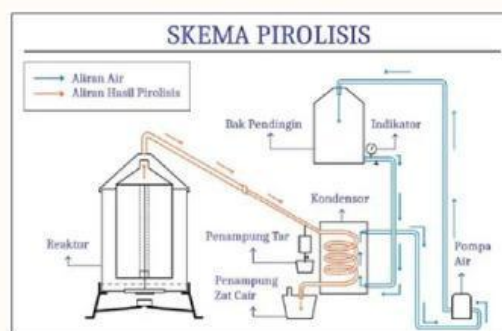 SKEMA PIROLISIS
Aliran Air
Aliran Hasil Pirolisis
Bak Pendingin
Indikator
Kondensor
Reaktor
Penampung Tar
Penampung
Zat Cair
Pompa
Air